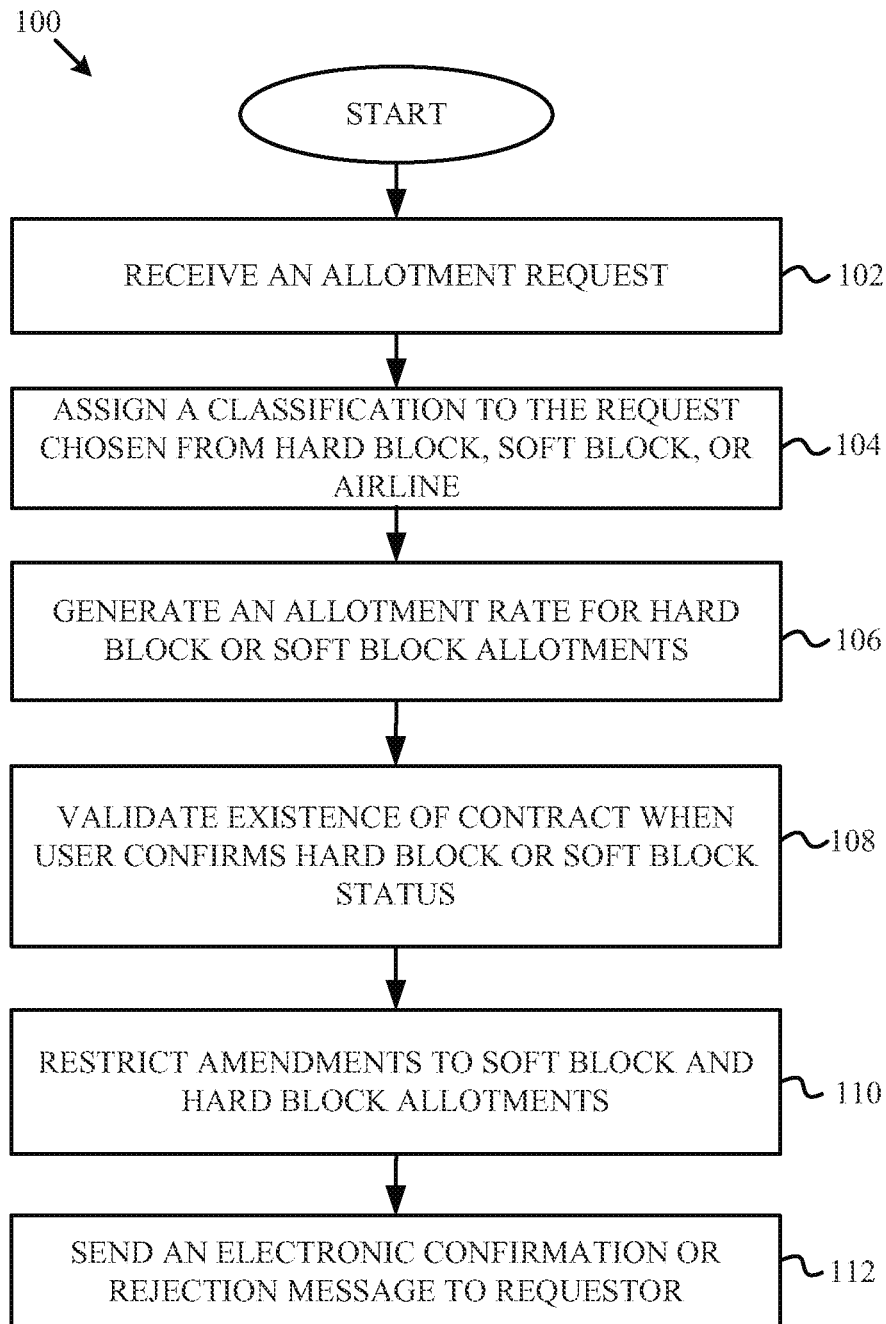 100
START
RECEIVE AN ALLOTMENT REQUEST
102
ASSIGN A CLASSIFICATION TO THE REQUEST
CHOSEN FROM HARD BLOCK, SOFT BLOCK, OR
AIRLINE
104
GENERATE AN ALLOTMENT RATE FOR HARD
BLOCK OR SOFT BLOCK ALLOTMENTS
106
VALIDATE EXISTENCE OF CONTRACT WHEN
USER CONFIRMS HARD BLOCK OR SOFT BLOCK
STATUS
108
RESTRICT AMENDMENTS TO SOFT BLOCK AND
HARD BLOCK ALLOTMENTS
110
SEND AN ELECTRONIC CONFIRMATION OR
REJECTION MESSAGE TO REQUESTOR
112